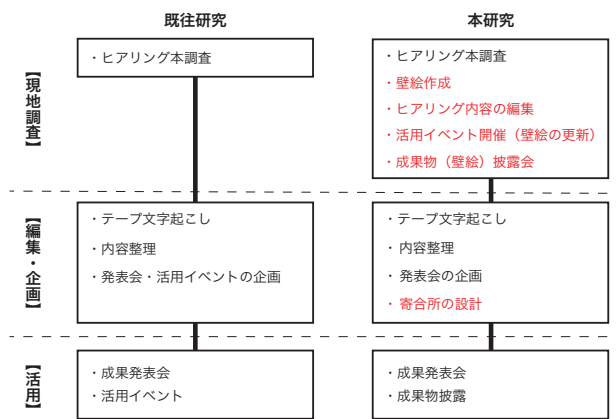 既往研究
本研究
【現地調査】
・ヒアリング本調査
・ヒアリング本調査
・壁絵作成
・ヒアリング内容の編集
・活用イベント開催（壁絵の更新）
・成果物（壁絵）披露会
【編集・企画】
・テープ文字起こし
・内容整理
・発表会・活用イベントの企画
・テープ文字起こし
・内容整理
・発表会の企画
・寄合所の設計
【活用】
・成果発表会
・活用イベント
・成果発表会
・成果物披露